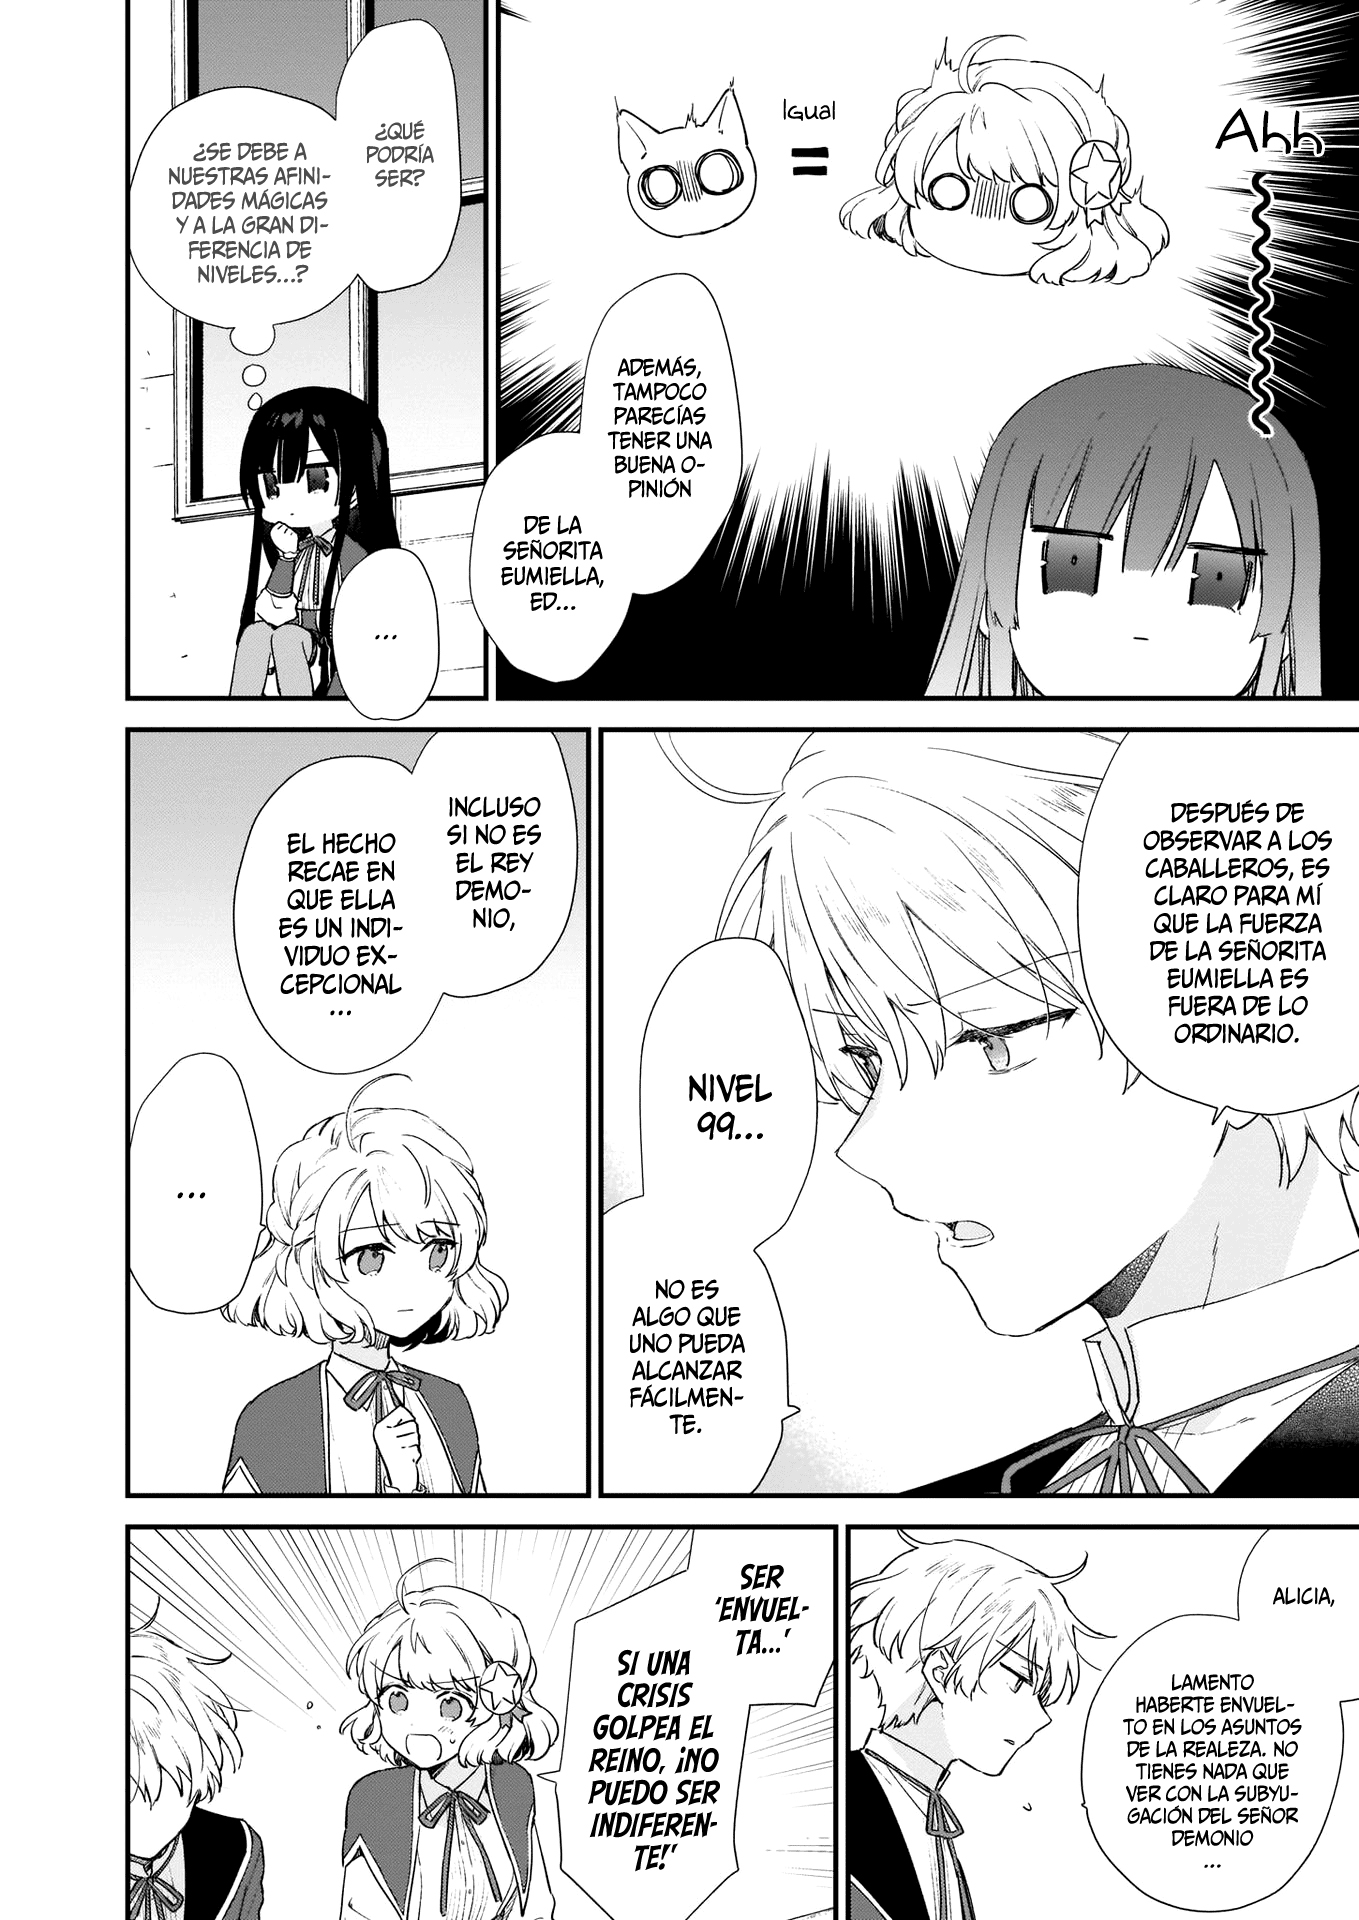 Ahh
Igual
ADEMÁS,
TAMPOCO
PARECÍAS
TENER UNA
BUENA O-
PINIÓN
DE LA
SEÑORITA
EUMIELLA,
ED...
¿QUÉ
PODRÍA
SER?
¿SE DEBE A
NUESTRAS AFINI-
DADES MÁGICAS
Y A LA GRAN DI-
FERENCIA DE
NIVELES...?
...
DESPUÉS DE
OBSERVAR A LOS
CABALLEROS, ES
CLARO PARA MÍ
QUE LA FUERZA
DE LA SEÑORITA
EUMIELLA ES
FUERA DE LO
ORDINARIO.
NIVEL
99...
NO ES
ALGO QUE
UNO PUEDA
ALCANZAR
FÁCILMEN-
TE.
INCLUSO
SI NO ES
EL REY
DEMO-
NIO,
EL HECHO
RECAE EN
QUE ELLA
ES UN INDI-
VIDUO EX-
CEPCIONAL
...
...
ALICIA,
LAMENTO
HABERTE ENVUEL-
TO EN LOS ASUNTOS
DE LA REALEZA. NO
TIENES NADA QUE
VER CON LA SUBYU-
GACIÓN DEL SEÑOR
DEMONIO
...
SER
'ENVUEL-
TA...'
SI UNA
CRISIS
GOLPEA EL
REINO, ¡NO
PUEDO SER
INDIFEREN-
TE!'